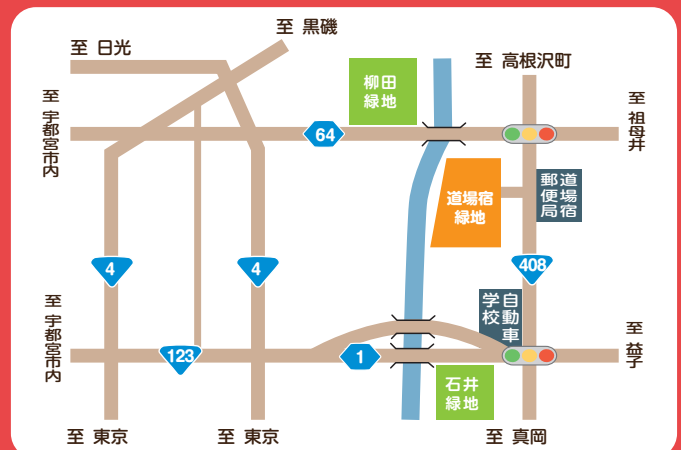 至 黒磯
至 日光
至 高根沢町
柳田
緑地
至 宇都宮市内
64
至 祖母井
道場宿
郵便局
道場宿
緑地
4
4
408
自動車
学校
至 宇都宮市内
123
1
至 益子
石井
緑地
至 東京
至 東京
至 真岡